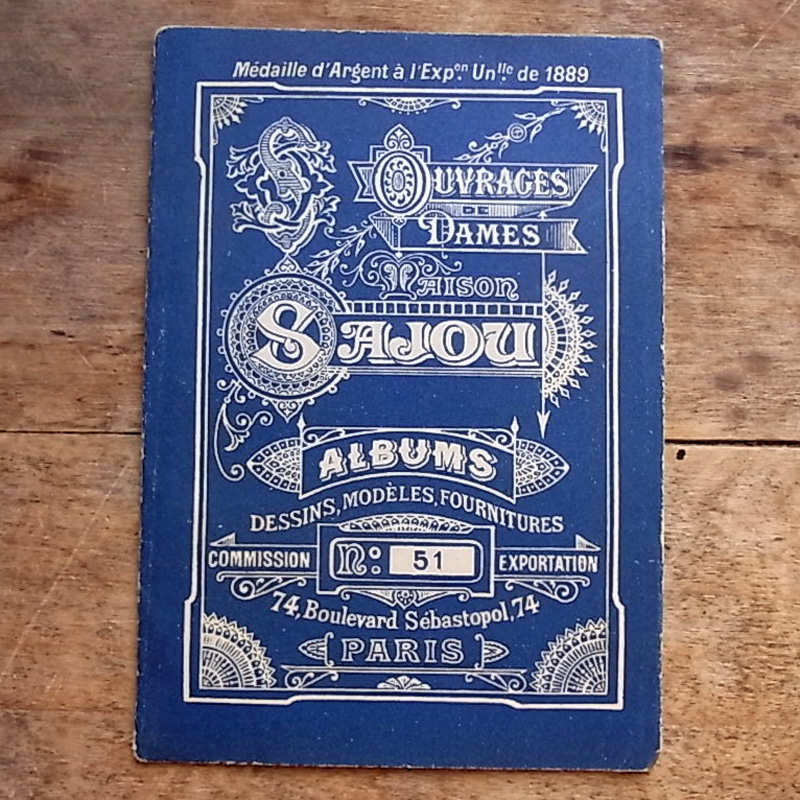 Médaille d'Argent à l'Expᵒⁿ. Unˡˡᵉ. de 1889
S
OUVRAGES
DE
DAMES
MAISON
SAJOU
ALBUMS
DESSINS, MODÈLES, FOURNITURES
COMMISSION N: 51 EXPORTATION
74, Boulevard Sébastopol, 74
PARIS